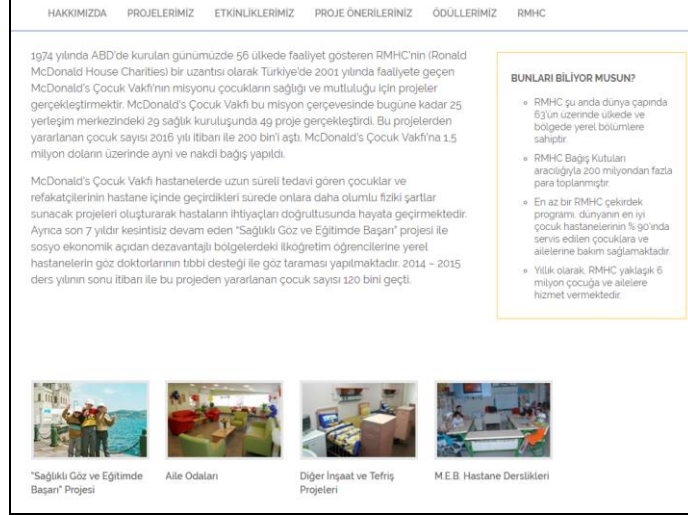 HAKKIMIZDA PROJELERİMİZ ETKİNLİKLERİMİZ PROJE ÖNERİLERİNİZ ÖDÜLLERİMİZ RMHC
1974 yılında ABD'de kurulan günümüzde 56 ülkede faaliyet gösteren RMHC'nin (Ronald
McDonald House Charities) bir uzantısı olarak Türkiye'de 2001 yılında faaliyete geçen
McDonald's Çocuk Vakfı'nın misyonu çocukların sağlığı ve mutluluğu için projeler
gerçekleştirmektir. McDonald's Çocuk Vakfı bu misyon çerçevesinde bugüne kadar 25
yerleşim merkezindeki 29 sağlık kuruluşunda 49 proje gerçekleştirdi. Bu projelerden
yararlanan çocuk sayısı 2016 yılı itibarı ile 200 bin'i aştı. McDonald's Çocuk Vakfı'na 1,5
milyon doların üzerinde ayni ve nakdi bağış yapıldı.
McDonald's Çocuk Vakfı hastanelerde uzun süreli tedavi gören çocuklar ve
refakatçilerinin hastane içinde geçirdikleri sürede onlara daha olumlu fiziki şartlar
sunacak projeleri oluşturarak hastaların ihtiyaçları doğrultusunda hayata geçirmektedir.
Ayrıca son 7 yıldır kesintisiz devam eden "Sağlıklı Göz ve Eğitimde Başarı" projesi ile
sosyo ekonomik açıdan dezavantajlı bölgelerdeki ilköğretim öğrencilerine yerel
hastanelerin göz doktorlarının tıbbi desteği ile göz taraması yapılmaktadır. 2014 – 2015
ders yılının sonu itibarı ile bu projeden yararlanan çocuk sayısı 120 bini geçti.
BUNLARI BİLİYOR MUSUN?
RMHC şu anda dünya çapında
63'ün üzerinde ülkede ve
bölgede yerel bölümlere
sahiptir.
RMHC Bağış Kutuları
aracılığıyla 200 milyondan fazla
para toplanmıştır.
En az bir RMHC çekirdek
programı, dünyanın en iyi
çocuk hastanelerinin % 90'ında
servis edilen çocuklara ve
ailelerine bakım sağlamaktadır.
Yıllık olarak, RMHC yaklaşık 6
milyon çocuğa ve ailelere
hizmet vermektedir.
"Sağlıklı Göz ve Eğitimde
Başarı" Projesi
Aile Odaları
Diğer İnşaat ve Tefriş
Projeleri
M.E.B. Hastane Derslikleri